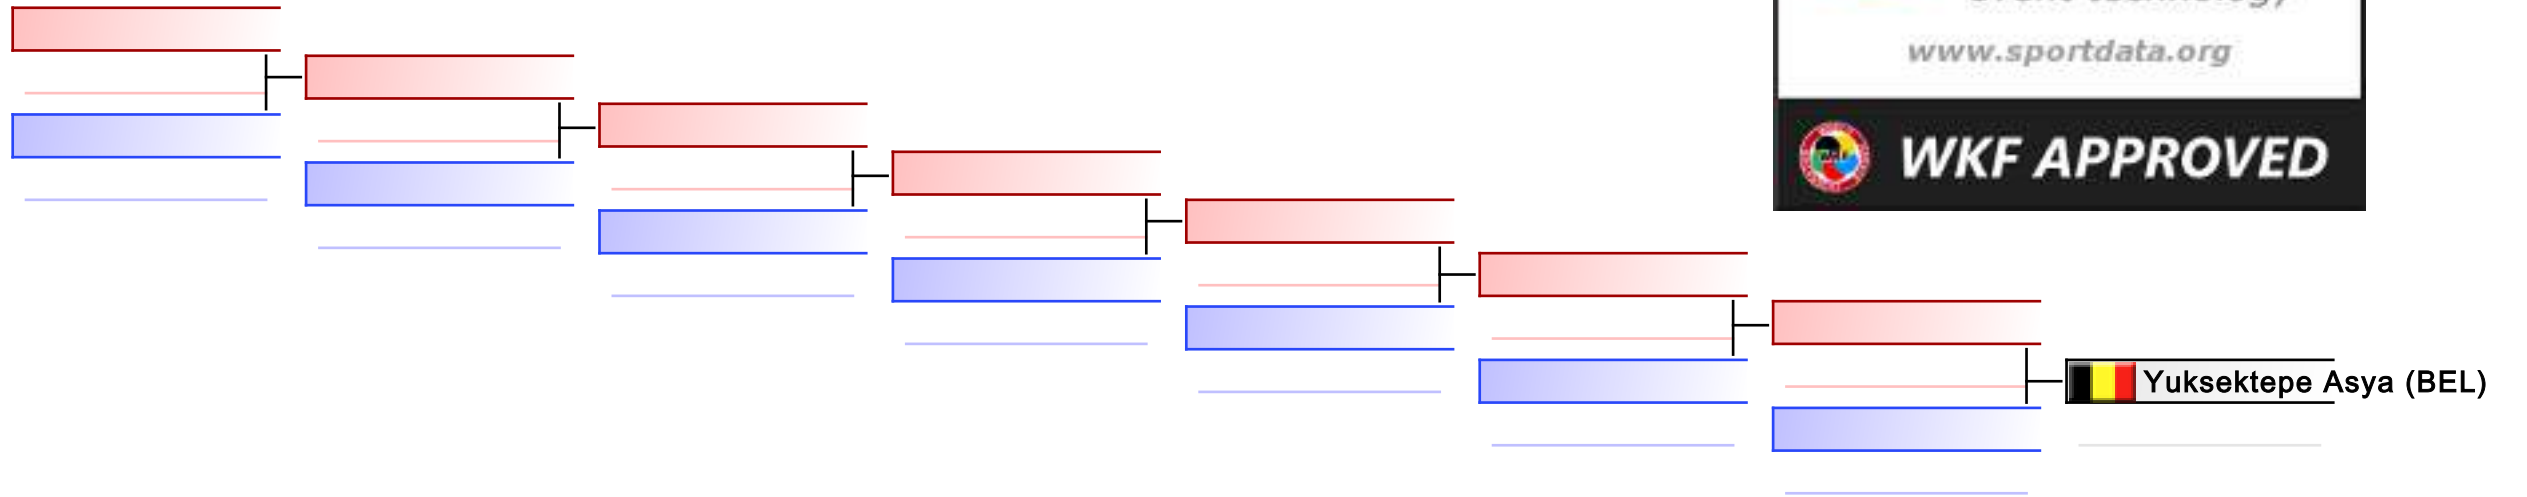 www.sportdata.org
WKF APPROVED
Yuksektepe Asya (BEL)